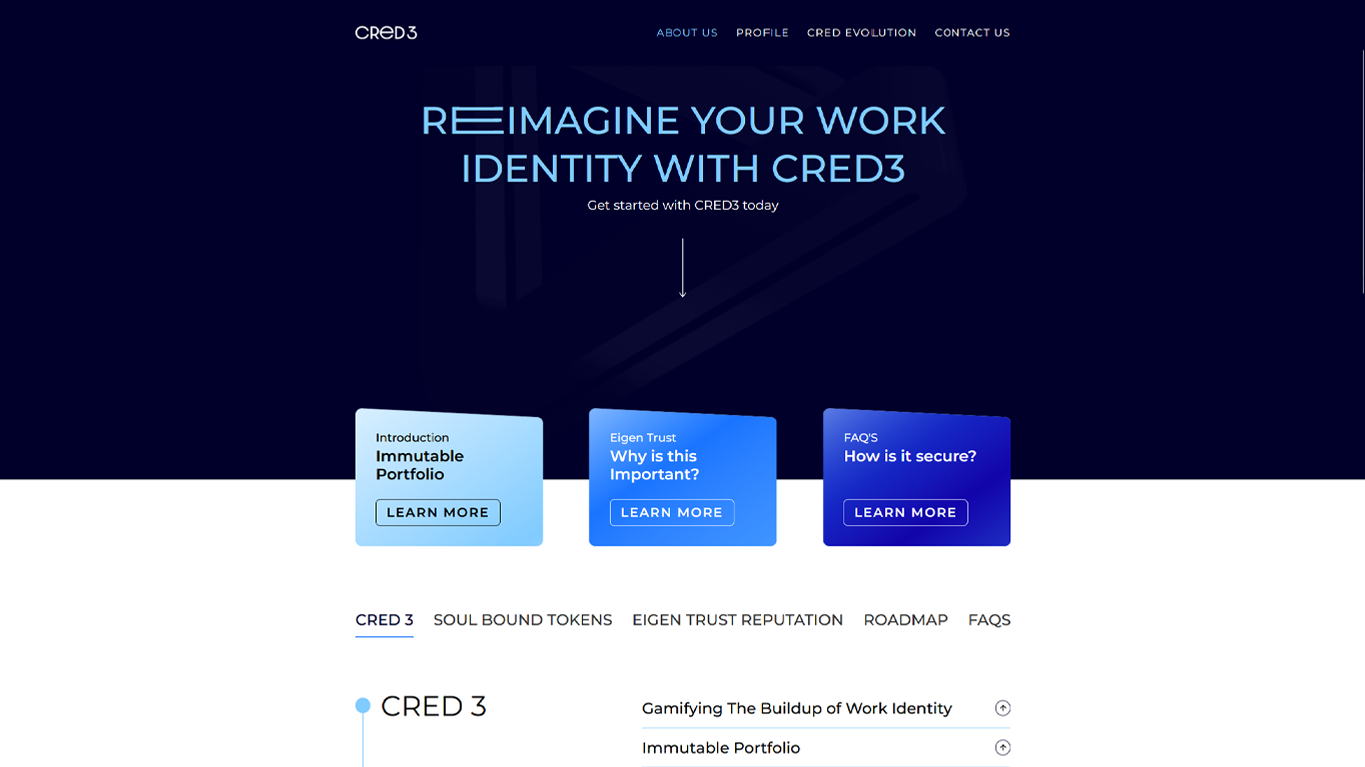 CRED3
ABOUT US PROFILE CRED EVOLUTION CONTACT US
REIMAGINE YOUR WORK
IDENTITY WITH CRED3
Get started with CRED3 today
Introduction
Immutable
Portfolio
LEARN MORE
Eigen Trust
Why is this
Important?
LEARN MORE
FAQ'S
How is it secure?
LEARN MORE
CRED 3 SOUL BOUND TOKENS EIGEN TRUST REPUTATION ROADMAP FAQS
CRED 3
Gamifying The Buildup of Work Identity
Immutable Portfolio